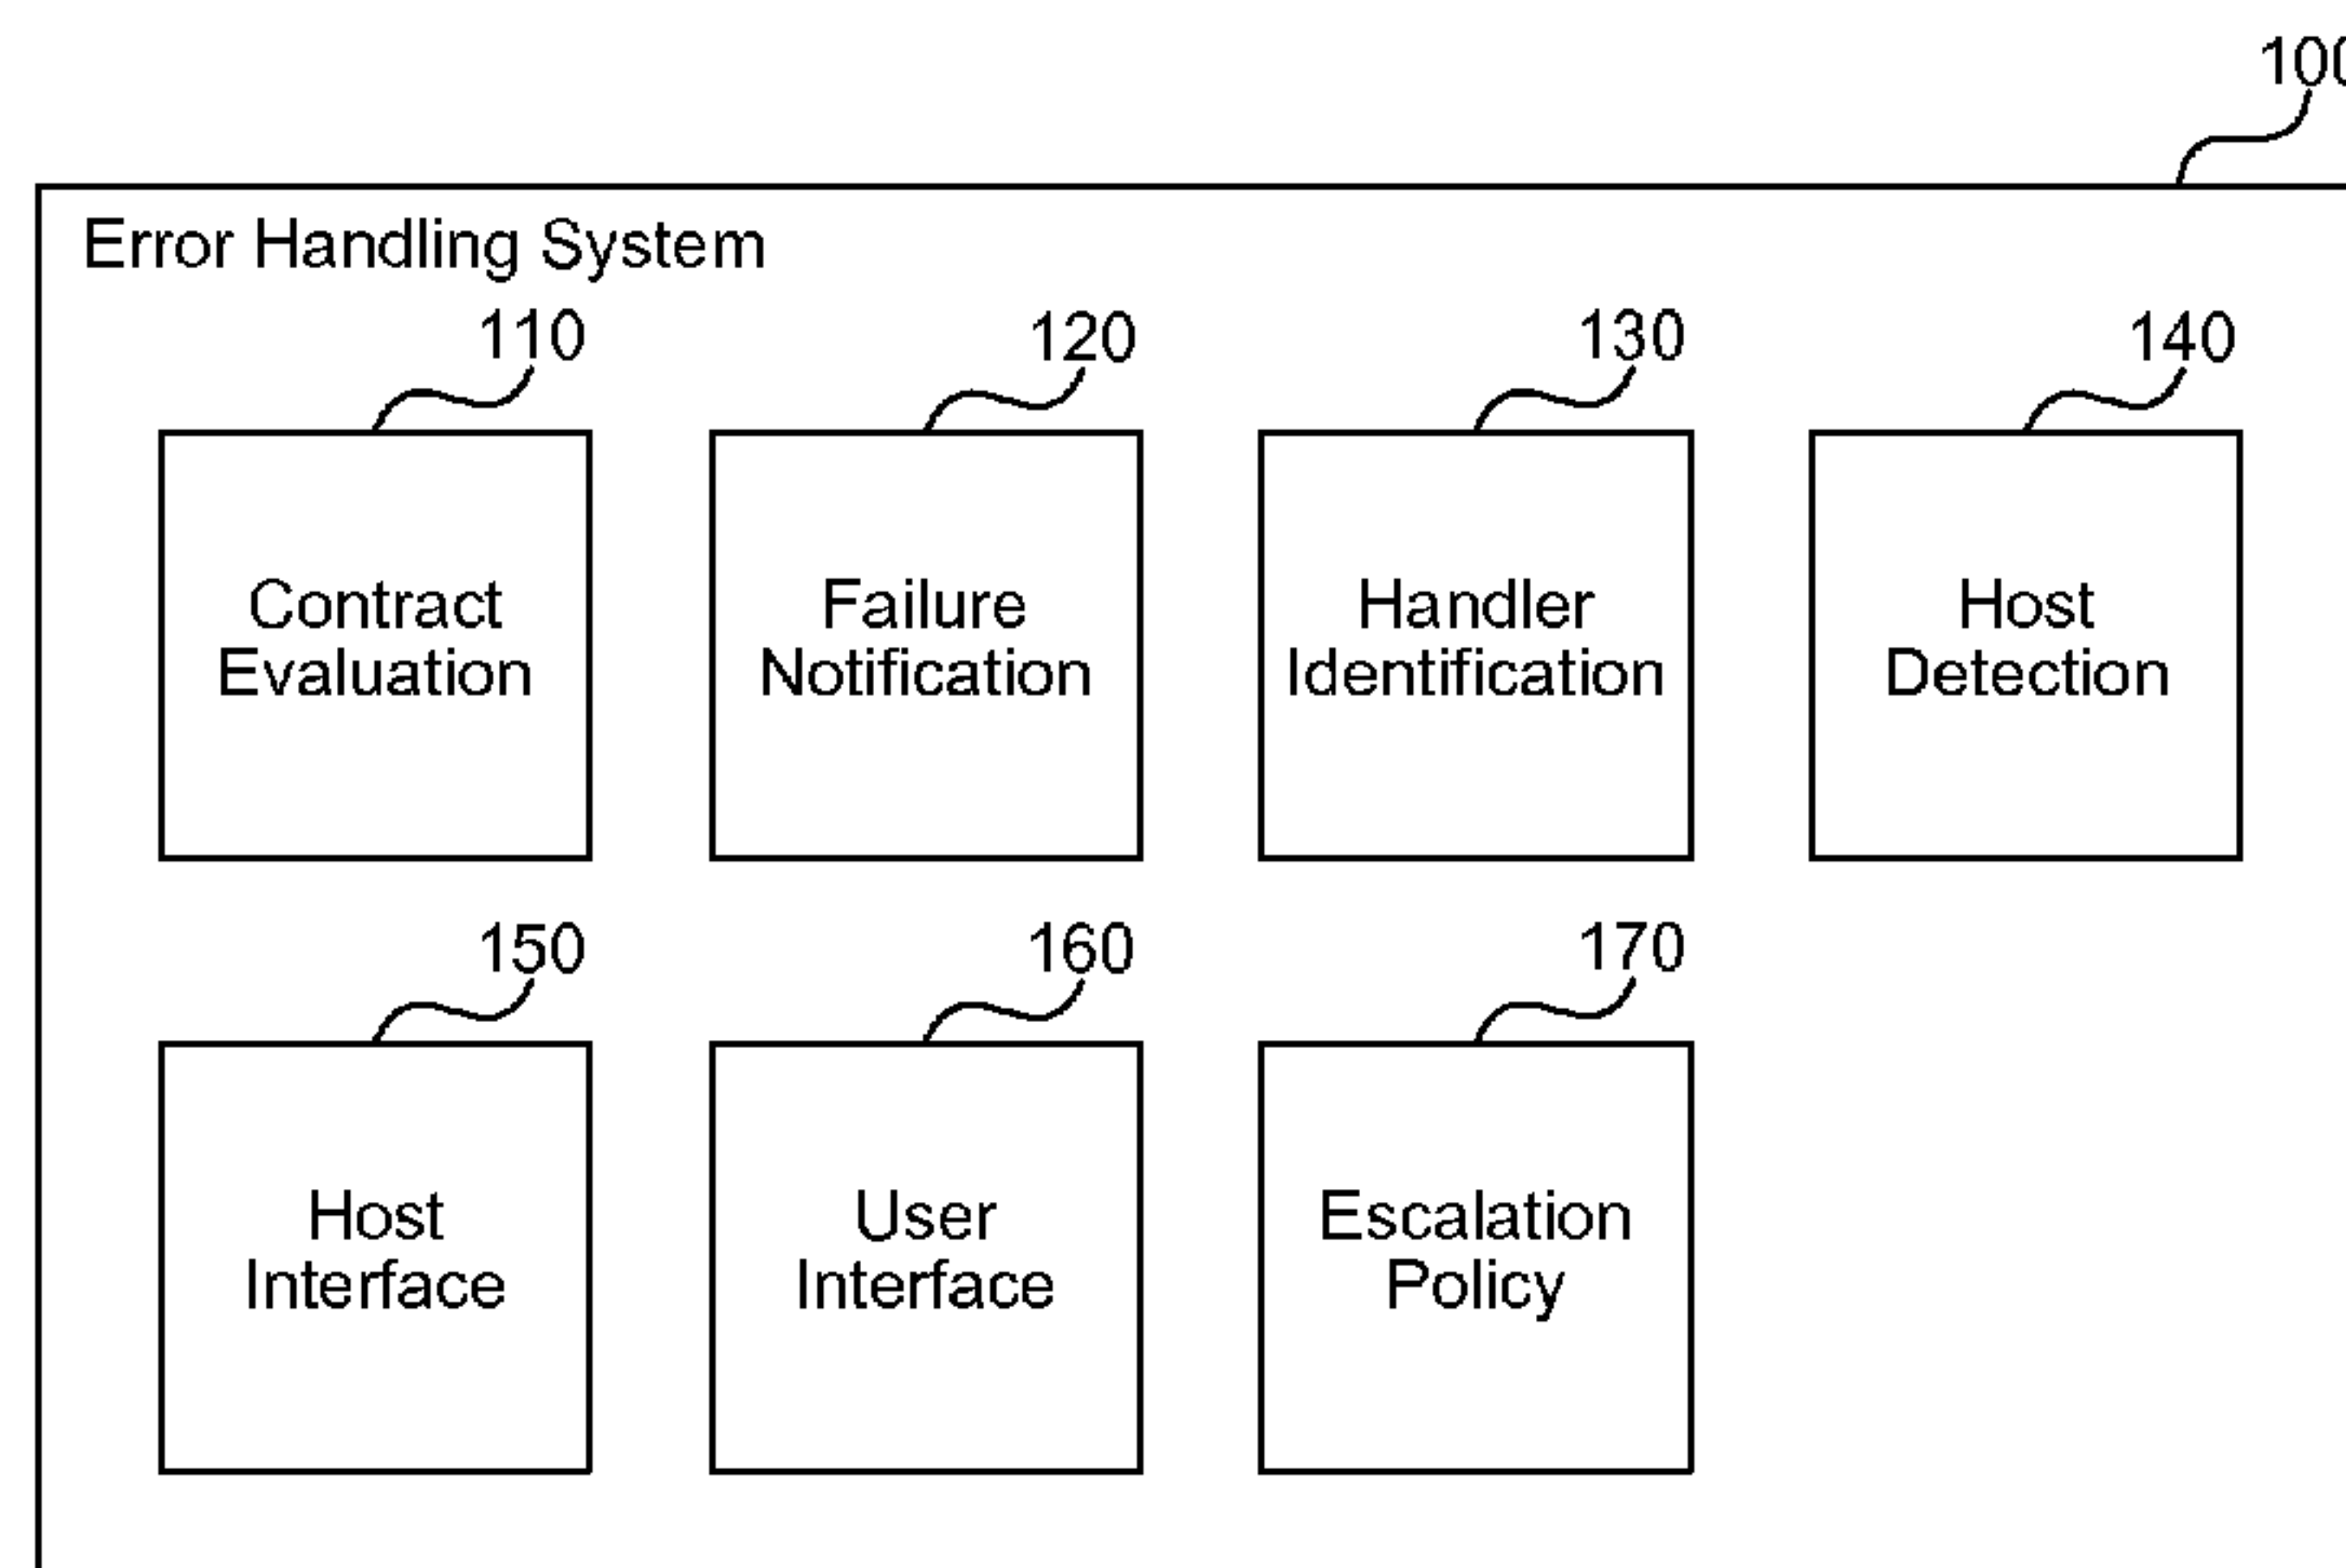 100
Error Handling System
110
120
130
140
Contract
Evaluation
Failure
Notification
Handler
Identification
Host
Detection
150
160
170
Host
Interface
User
Interface
Escalation
Policy